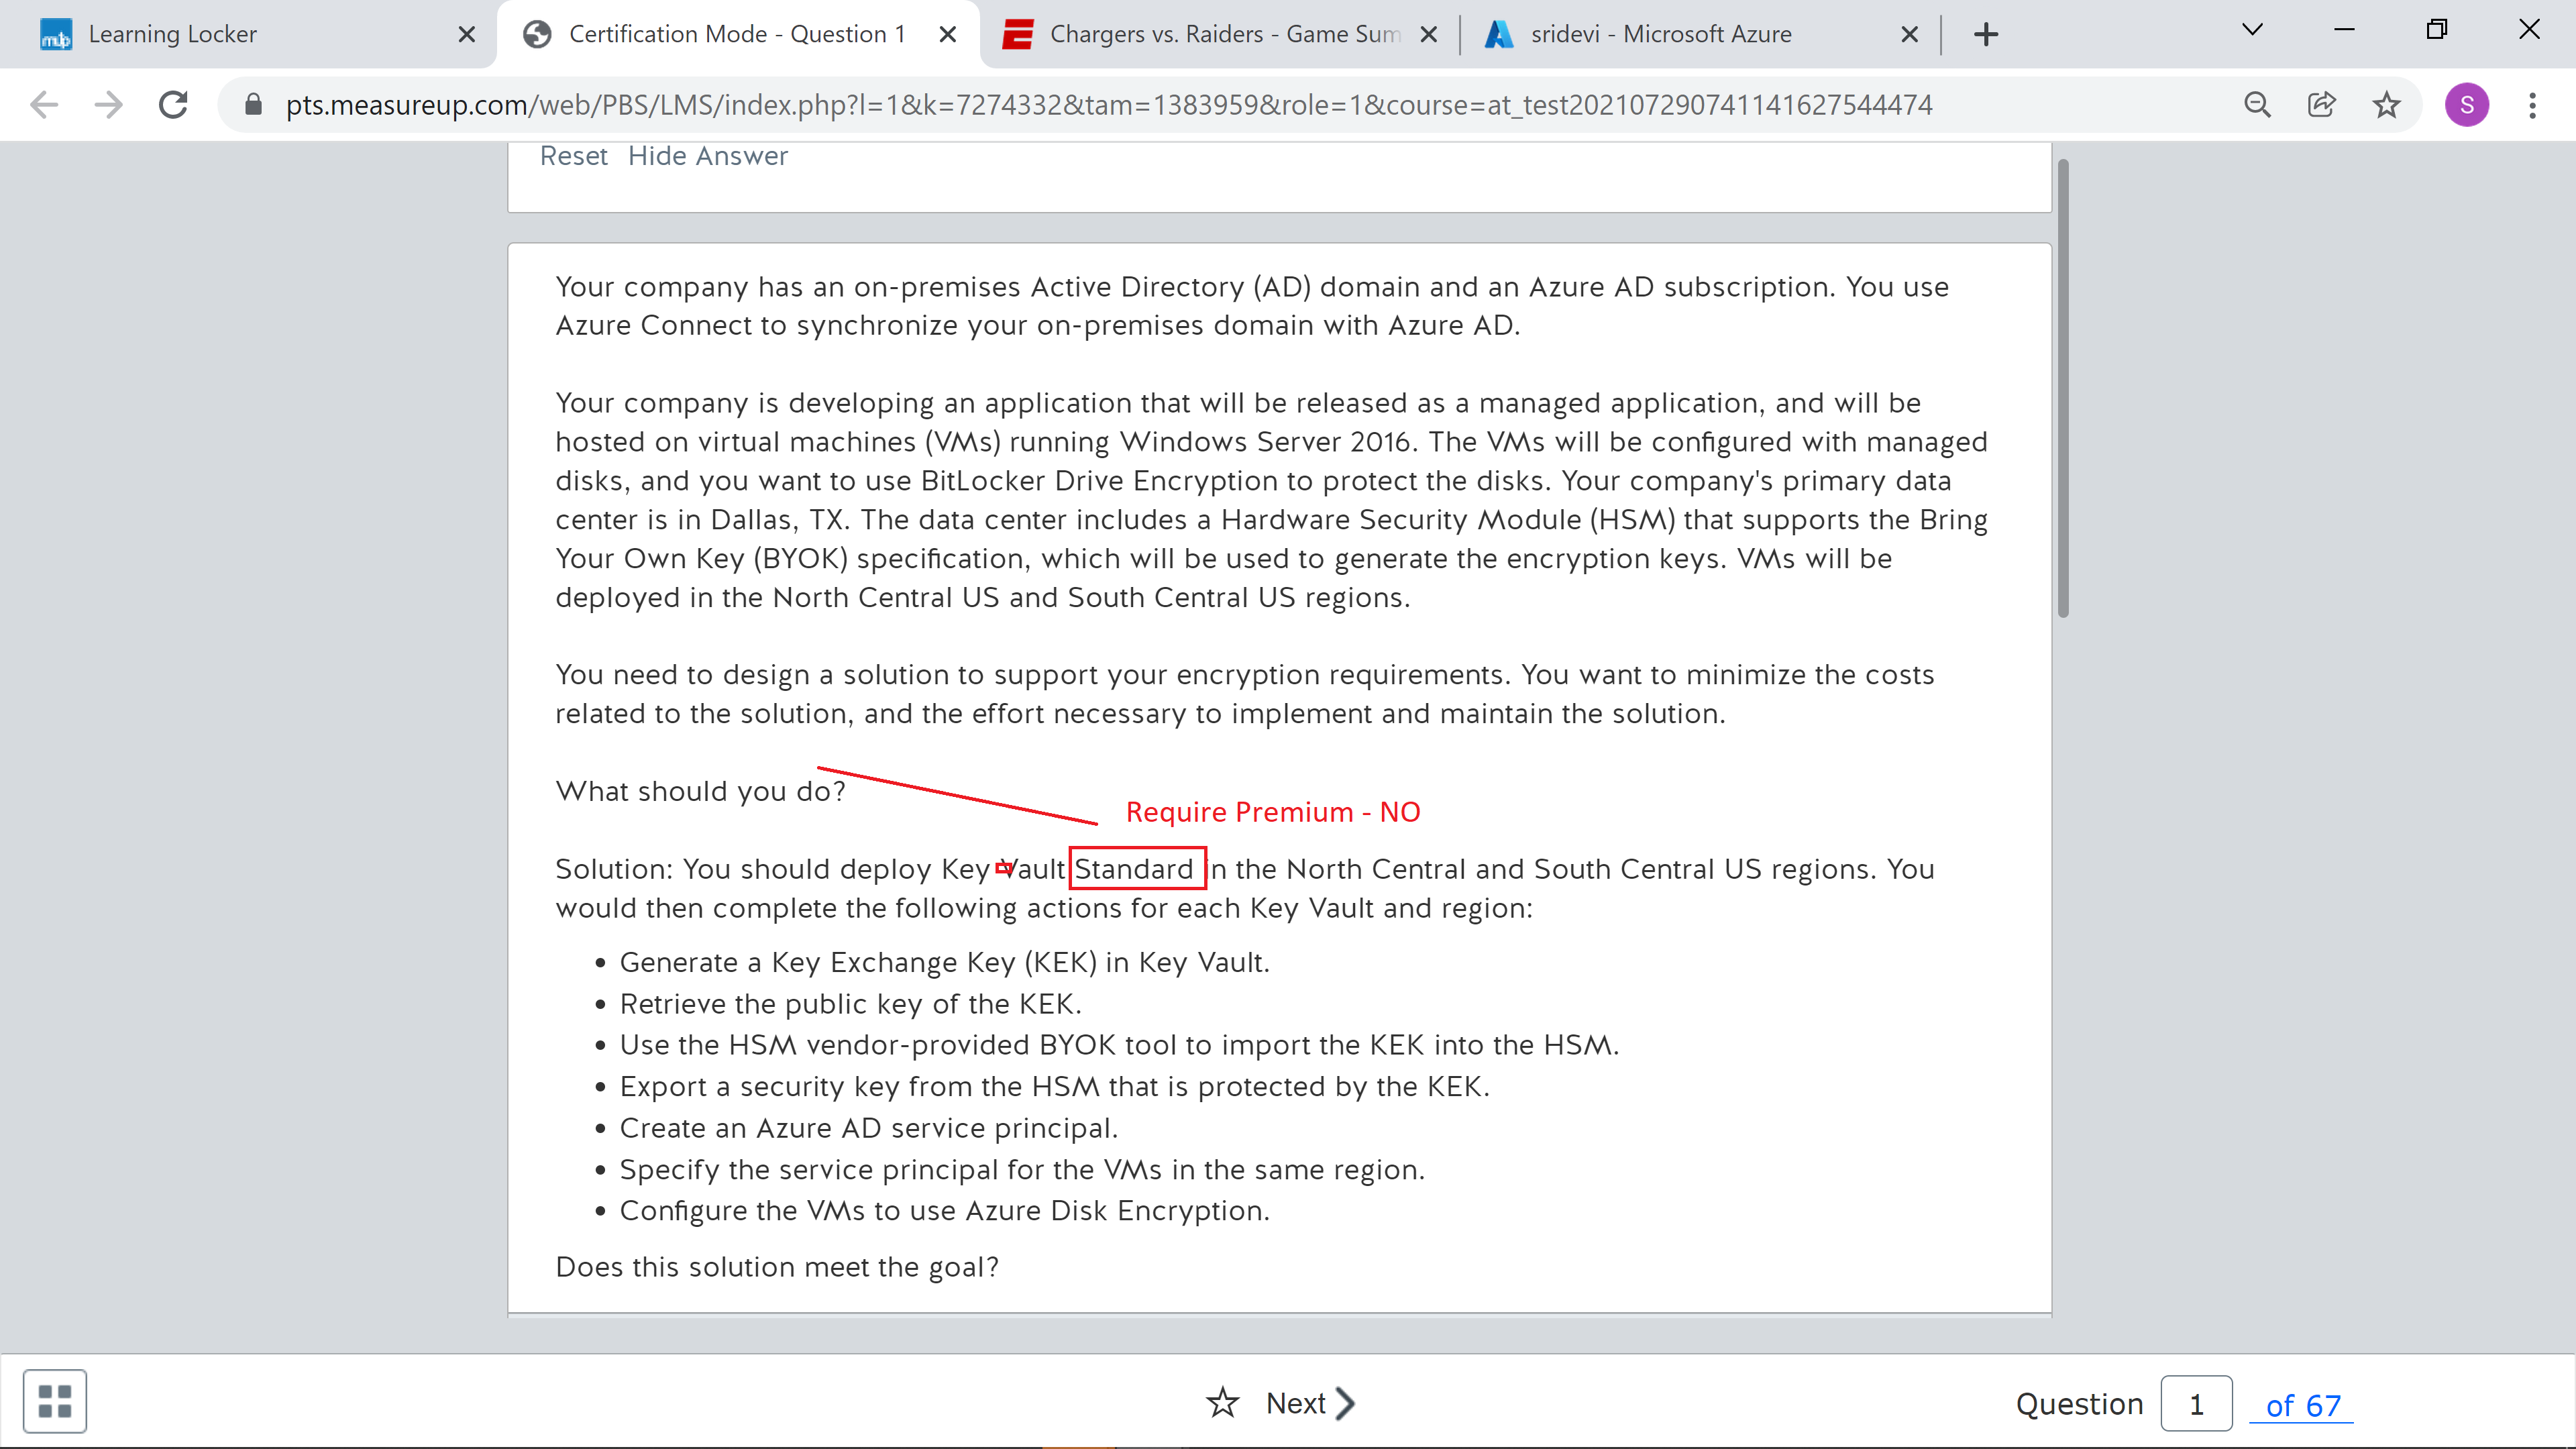 Learning Locker
Certification Mode - Question 1
Chargers vs. Raiders - Game Sum
sridevi - Microsoft Azure
pts.measureup.com/web/PBS/LMS/index.php?l=1&k=7274332&tam=1383959&role=1&course=at_test2021072907411416275444​74
S
Reset Hide Answer
Your company has an on-premises Active Directory (AD) domain and an Azure AD subscription. You use
Azure Connect to synchronize your on-premises domain with Azure AD.
Your company is developing an application that will be released as a managed application, and will be
hosted on virtual machines (VMs) running Windows Server 2016. The VMs will be configured with managed
disks, and you want to use BitLocker Drive Encryption to protect the disks. Your company's primary data
center is in Dallas, TX. The data center includes a Hardware Security Module (HSM) that supports the Bring
Your Own Key (BYOK) specification, which will be used to generate the encryption keys. VMs will be
deployed in the North Central US and South Central US regions.
You need to design a solution to support your encryption requirements. You want to minimize the costs
related to the solution, and the effort necessary to implement and maintain the solution.
What should you do?
Require Premium - NO
Solution: You should deploy Key Vault Standard in the North Central and South Central US regions. You
would then complete the following actions for each Key Vault and region:
• Generate a Key Exchange Key (KEK) in Key Vault.
• Retrieve the public key of the KEK.
• Use the HSM vendor-provided BYOK tool to import the KEK into the HSM.
• Export a security key from the HSM that is protected by the KEK.
• Create an Azure AD service principal.
• Specify the service principal for the VMs in the same region.
• Configure the VMs to use Azure Disk Encryption.
Does this solution meet the goal?
Next
Question 1 of 67